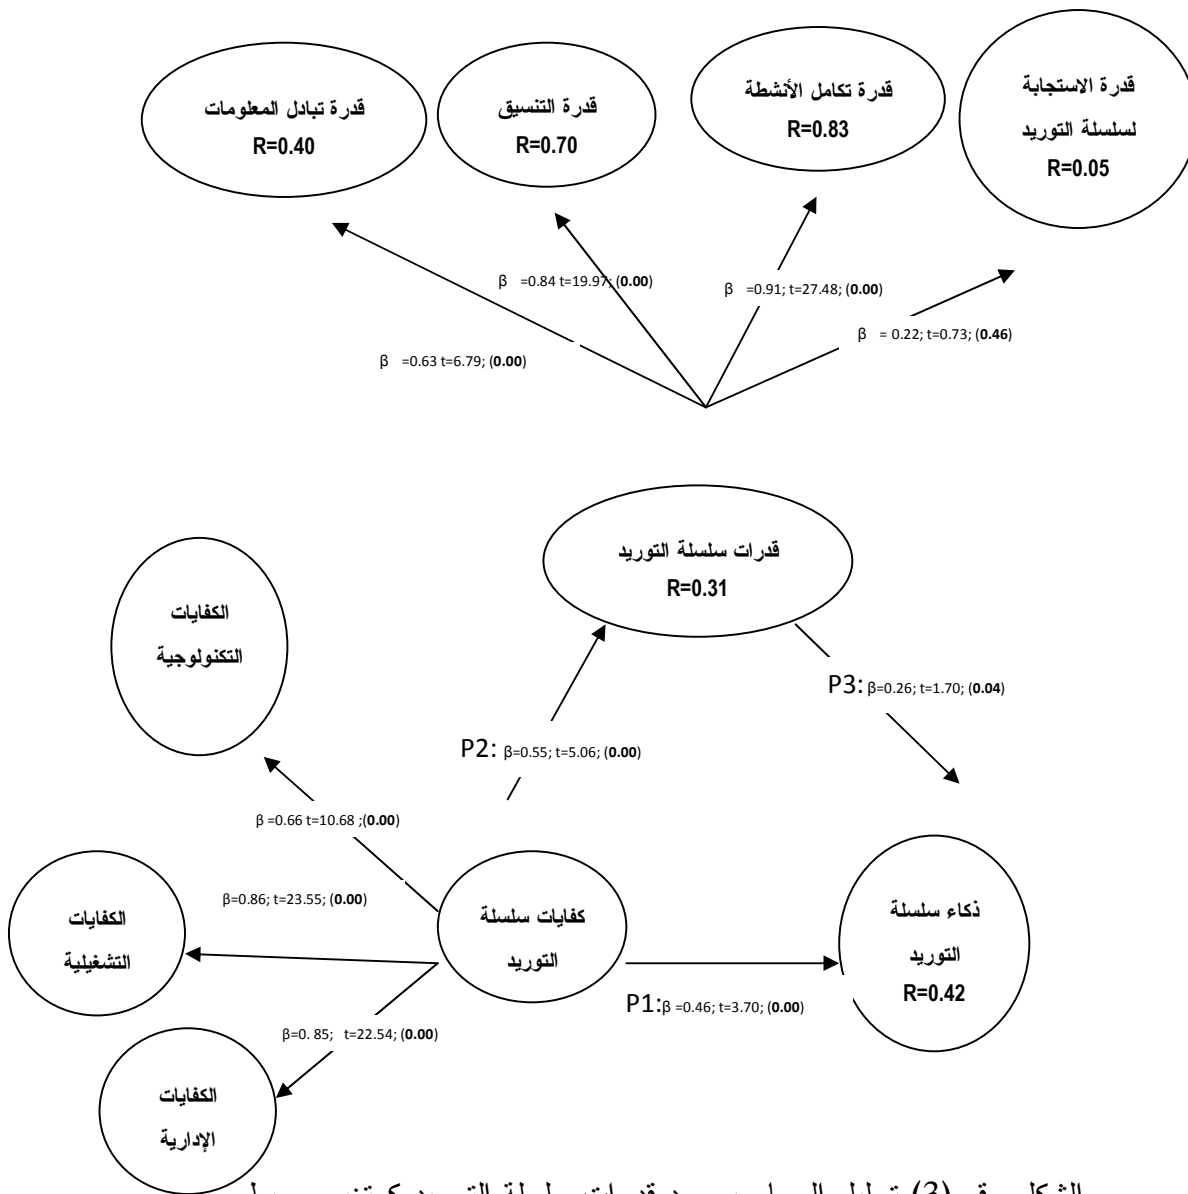 قدرة الاستجابة
لسلسلة التوريد
R=0.05
قدرة تكامل الأنشطة
R=0.83
قدرة التنسيق
R=0.70
قدرة تبادل المعلومات
R=0.40
β =0.84 t=19.97; (0.00)
β =0.91; t=27.48; (0.00)
β = 0.22; t=0.73; (0.46)
β =0.63 t=6.79; (0.00)
قدرات سلسلة التوريد
R=0.31
الكفايات
التكنولوجية
P3: β=0.26; t=1.70; (0.04)
P2: β=0.55; t=5.06; (0.00)
β =0.66 t=10.68 ;(0.00)
β=0.86; t=23.55; (0.00)
ذكاء سلسلة
التوريد
R=0.42
كفايات سلسلة
التوريد
الكفايات
التشغيلية
P1:β =0.46; t=3.70; (0.00)
β=0. 85; t=22.54; (0.00)
الكفايات
الإدارية
(3)